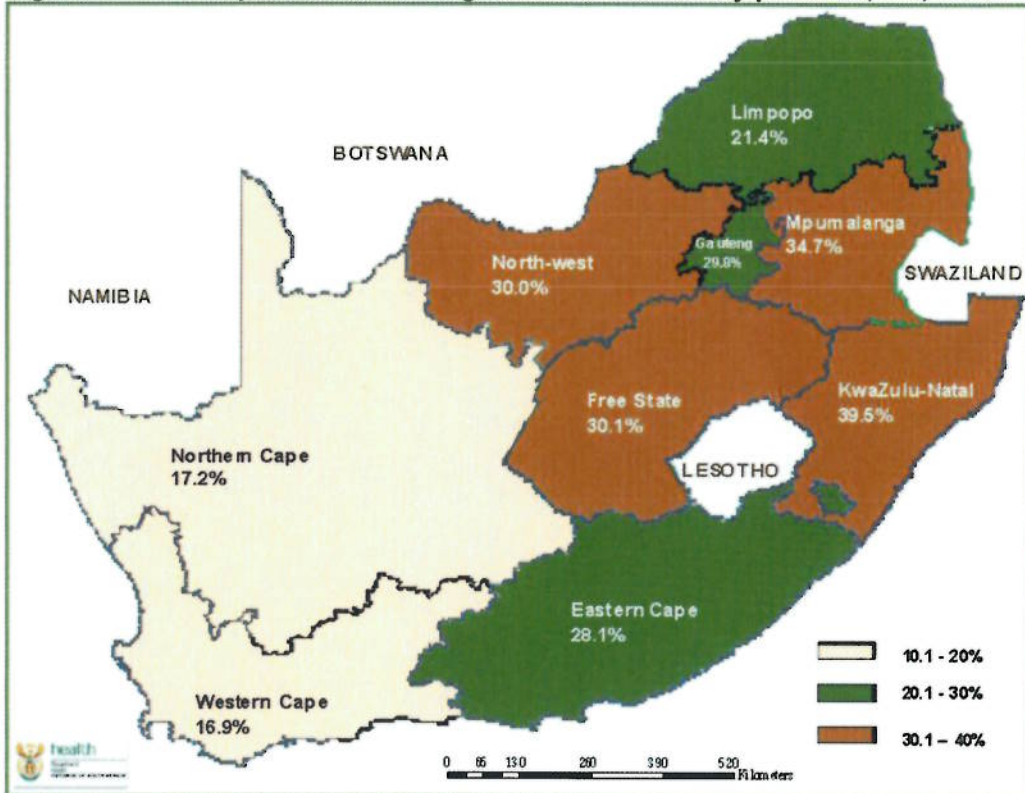 Limpopo
21.4%
BOTSWANA
Mpumalanga
34.7%
Gauteng
29.8%
North-west
30.0%
SWAZILAND
NAMIBIA
Free State
30.1%
KwaZulu-Natal
39.5%
Northern Cape
17.2%
LESOTHO
Eastern Cape
28.1%
10.1 - 20%
20.1 - 30%
30.1 – 40%
Western Cape
16.9%
health
0 65 130 260 390 520
Kilometers